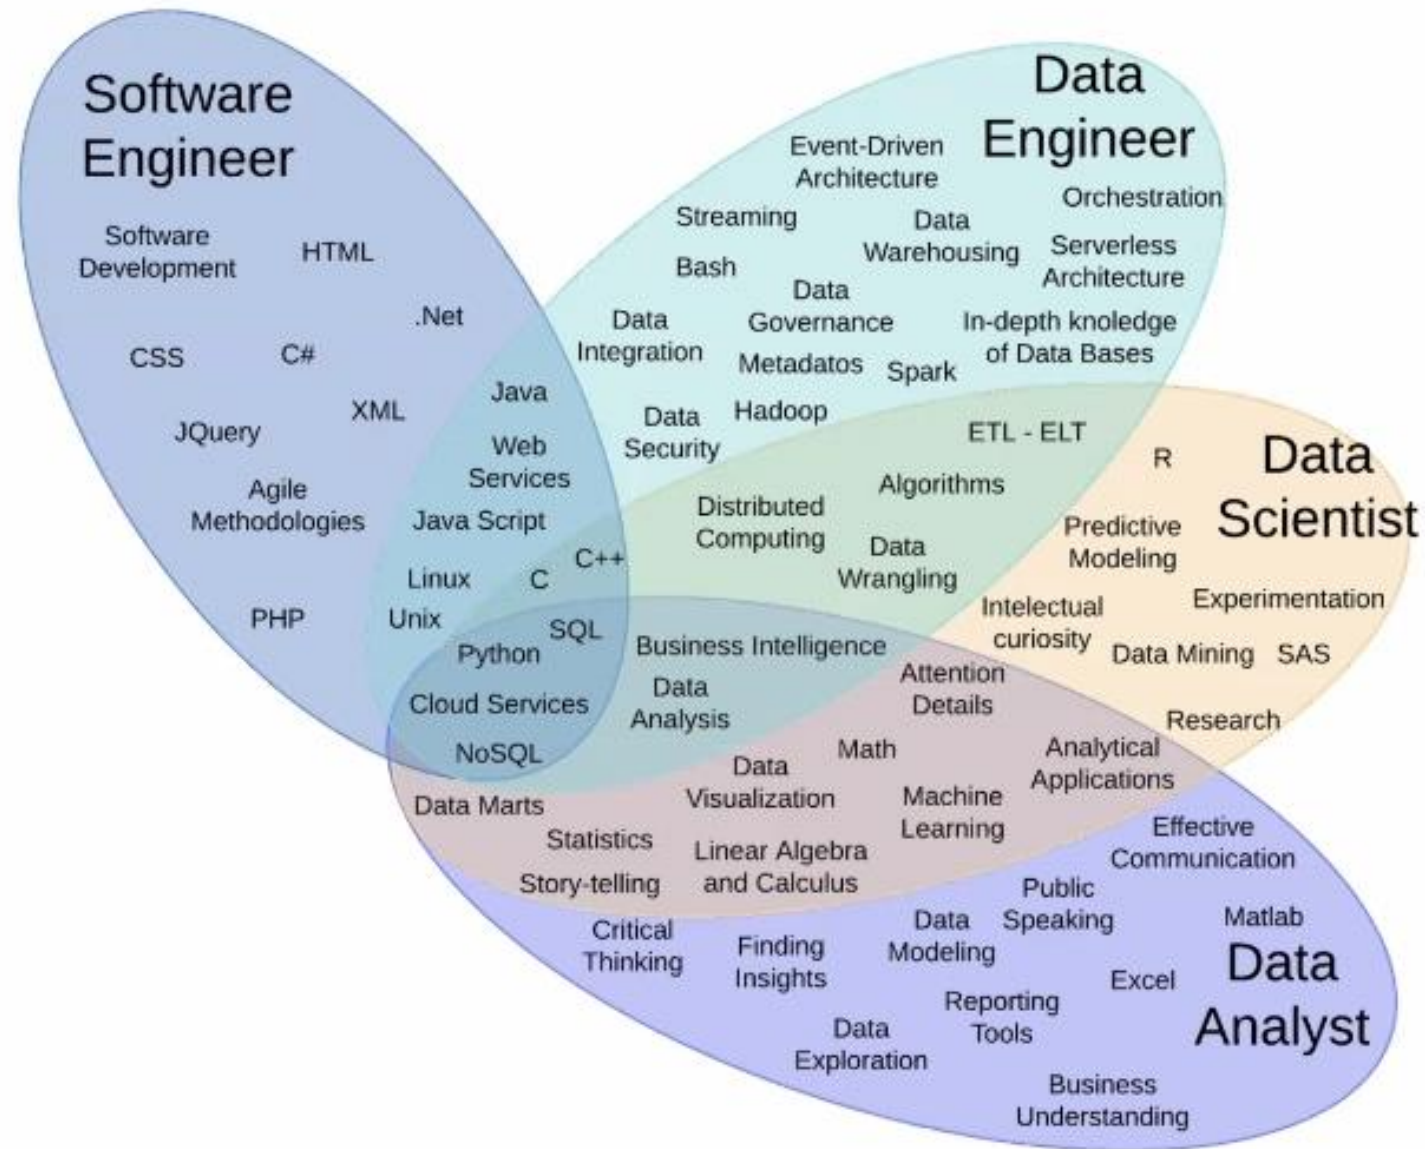 Software
Engineer
Software
Development
HTML
.Net
CSS
C#
XML
JQuery
Agile
Methodologies
PHP
Data
Engineer
Event-Driven
Architecture
Orchestration
Streaming
Data
Warehousing
Serverless
Architecture
Bash
Data
Governance
Data
Integration
In-depth knoledge
of Data Bases
Metadatos
Spark
Data
Security
Hadoop
Java
Web
Services
Java Script
Linux
Unix
C
C++
ETL - ELT
Algorithms
Distributed
Computing
Data
Wrangling
Data
Scientist
R
Predictive
Modeling
Experimentation
Intelectual
curiosity
Data Mining
SAS
Research
SQL
Python
Cloud Services
NoSQL
Business Intelligence
Data
Analysis
Attention
Details
Math
Analytical
Applications
Data
Visualization
Machine
Learning
Data Marts
Statistics
Linear Algebra
and Calculus
Story-telling
Effective
Communication
Public
Speaking
Matlab
Critical
Thinking
Finding
Insights
Data
Modeling
Excel
Data
Analyst
Reporting
Tools
Data
Exploration
Business
Understanding